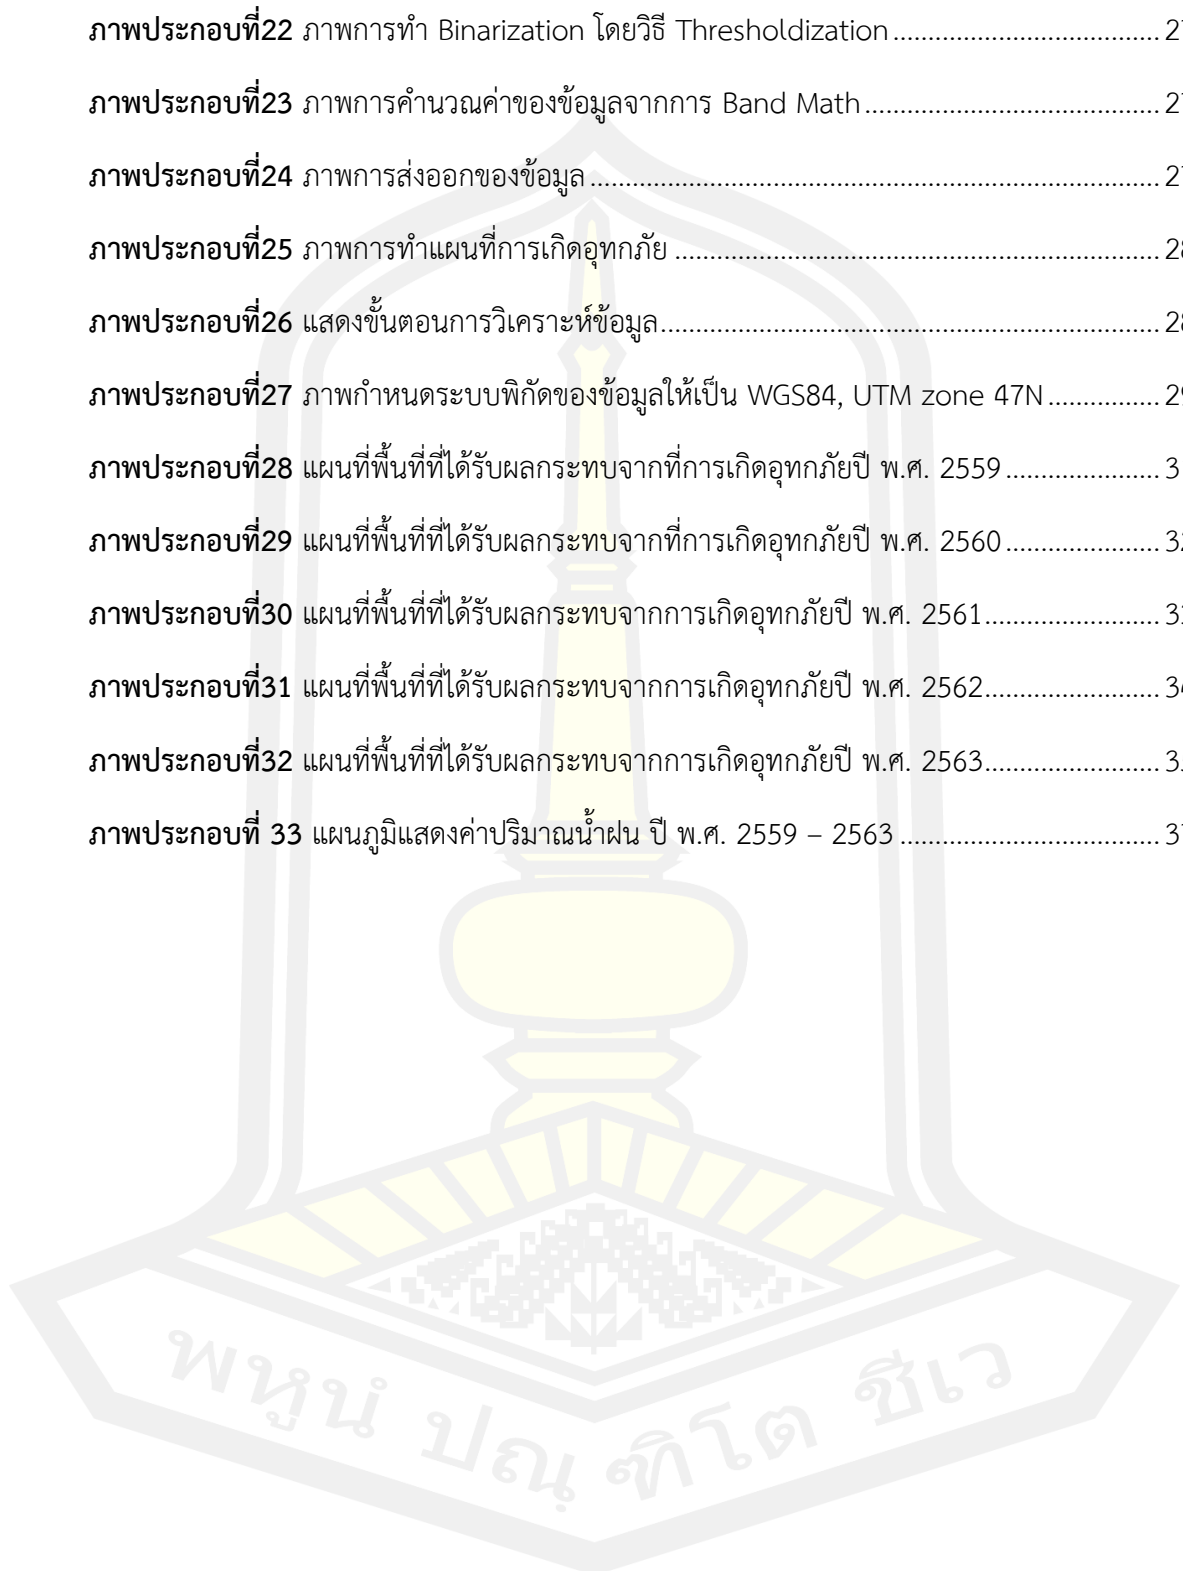 ภาพประกอบที่22 ภาพการทำ Binarization โดยวิธี Thresholdization
ภาพประกอบที่23 ภาพการคำนวณค่าของข้อมูลจากการ Band Math
ภาพประกอบที่24 ภาพการส่งออกของข้อมูล
ภาพประกอบที่25 ภาพการทำแผนที่การเกิดอุทกภัย
ภาพประกอบที่26 แสดงขั้นตอนการวิเคราะห์ข้อมูล
ภาพประกอบที่27 ภาพกำหนดระบบพิกัดของข้อมูลให้เป็น WGS84, UTM zone 47N
ภาพประกอบที่28 แผนที่พื้นที่ที่ได้รับผลกระทบจากที่การเกิดอุทกภัยปี พ.ศ. 2559
ภาพประกอบที่29 แผนที่พื้นที่ที่ได้รับผลกระทบจากที่การเกิดอุทกภัยปี พ.ศ. 2560
ภาพประกอบที่30 แผนที่พื้นที่ที่ได้รับผลกระทบจากการเกิดอุทกภัยปี พ.ศ. 2561
ภาพประกอบที่31 แผนที่พื้นที่ที่ได้รับผลกระทบจากการเกิดอุทกภัยปี พ.ศ. 2562
ภาพประกอบที่32 แผนที่พื้นที่ที่ได้รับผลกระทบจากการเกิดอุทกภัยปี พ.ศ. 2563
ภาพประกอบที่ 33 แผนภูมิแสดงค่าปริมาณน้ำฝน ปี พ.ศ. 2559 – 2563
พหูนํ ปณฺฑิโต ชีเว